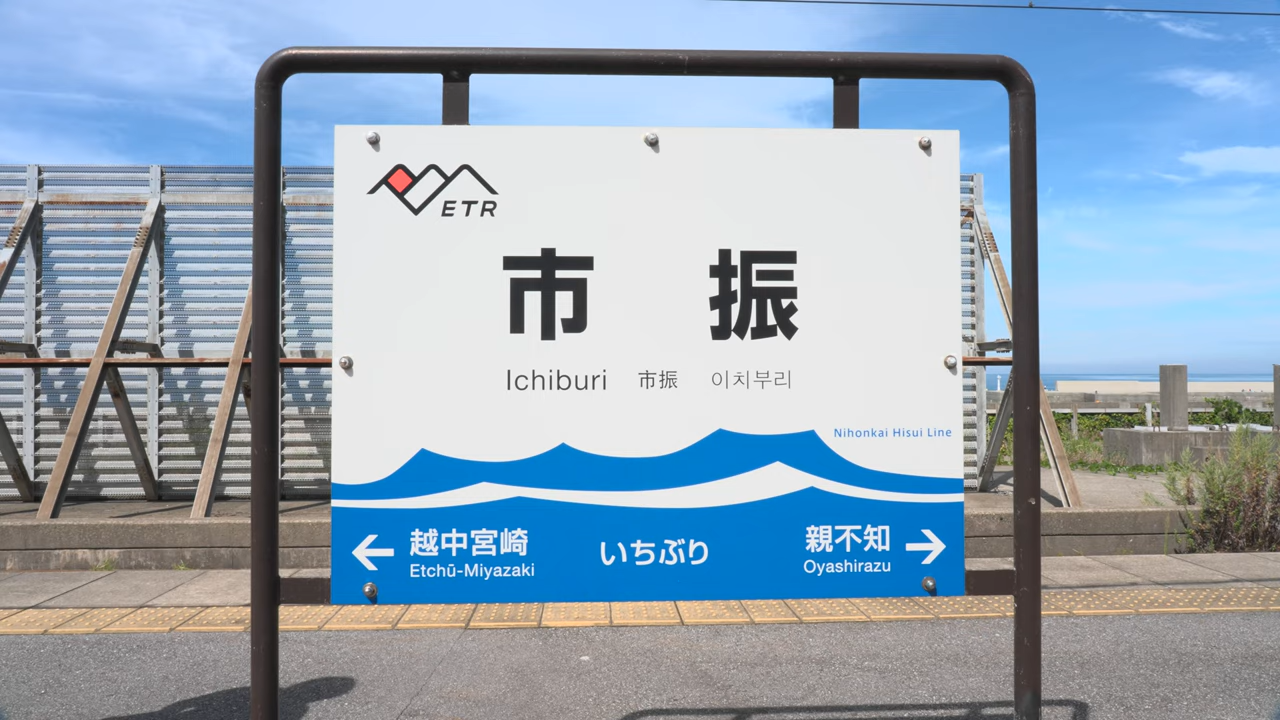 ETR
市振
Ichiburi 市振 이치부리
Nihonkai Hisui Line
← 越中宮崎 いちぶり 親不知 →
Etchū-Miyazaki Oyashirazu